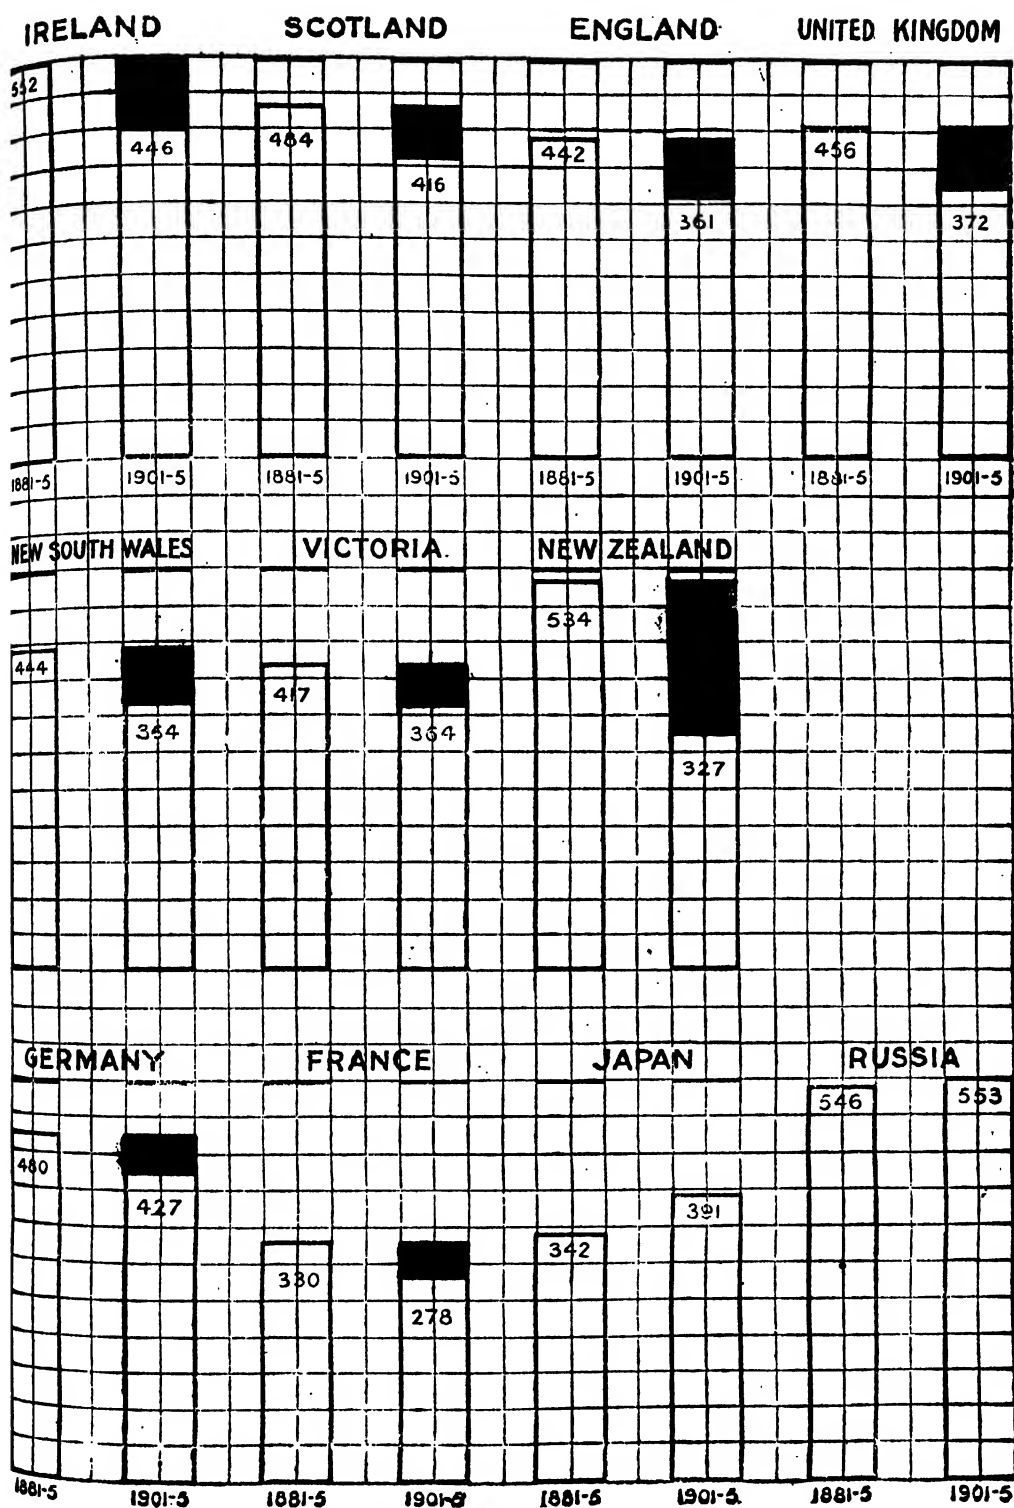 IRELAND SCOTLAND ENGLAND UNITED KINGDOM
552 446 484 416 442 361 456 372
1881-5 1901-5 1881-5 1901-5 1881-5 1901-5 1881-5 1901-5
NEW SOUTH WALES VICTORIA. NEW ZEALAND
444 354 417 364 534 327
GERMANY FRANCE JAPAN RUSSIA
480 427 330 278 342 391 546 553
1881-5 1901-5 1881-5 1901-5 1881-5 1901-5. 1881-5 1901-5